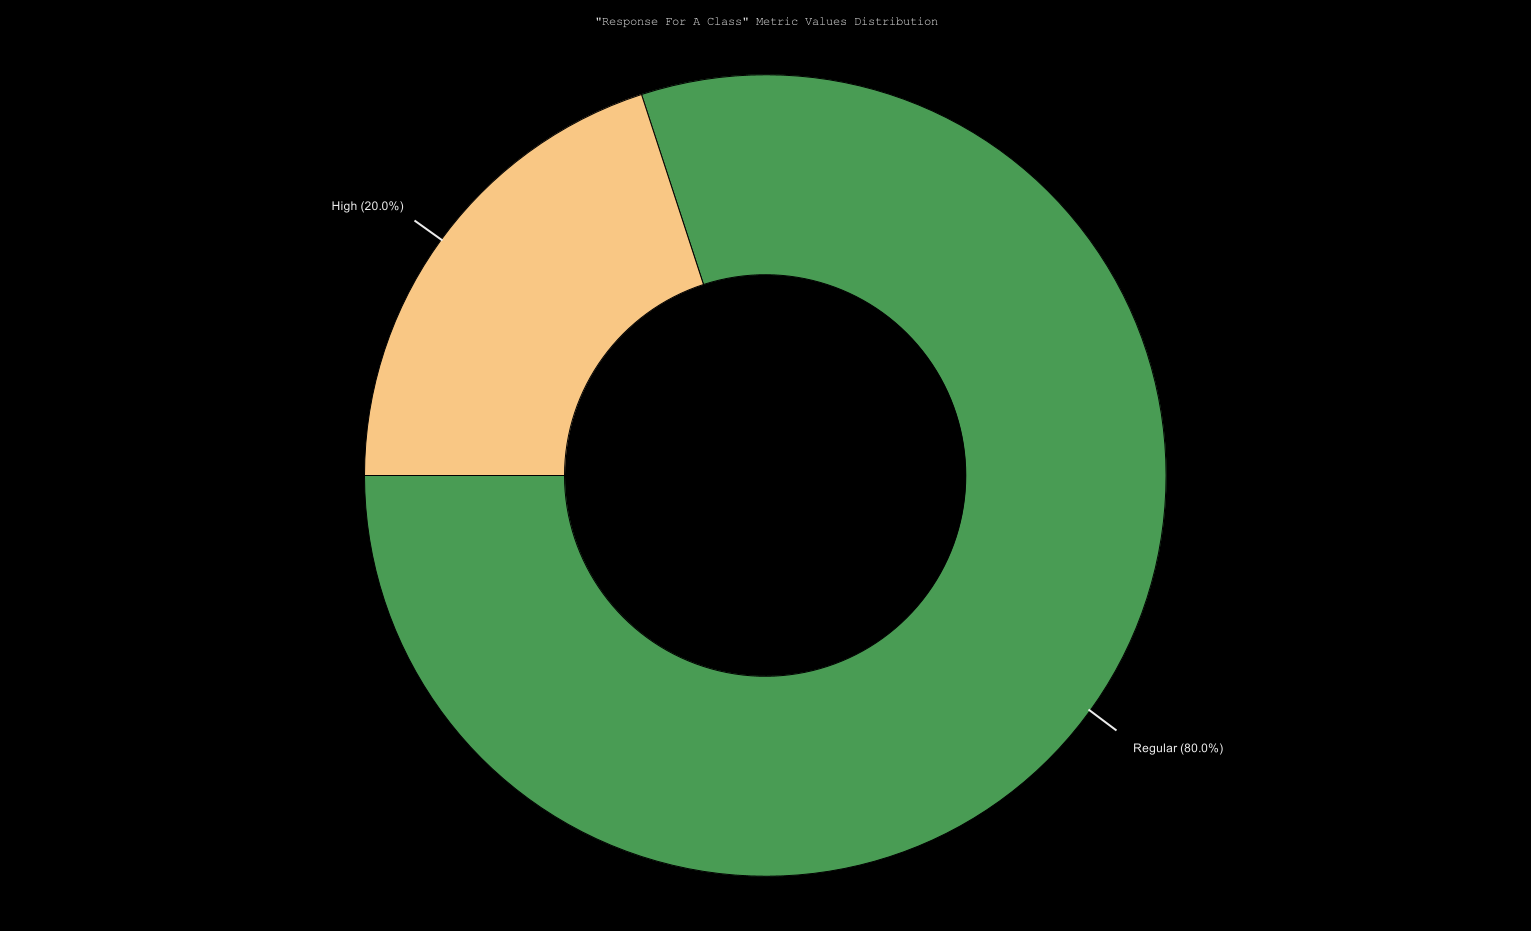 "Response For A Class" Metric Values Distribution
High (20.0%)
Regular (80.0%)